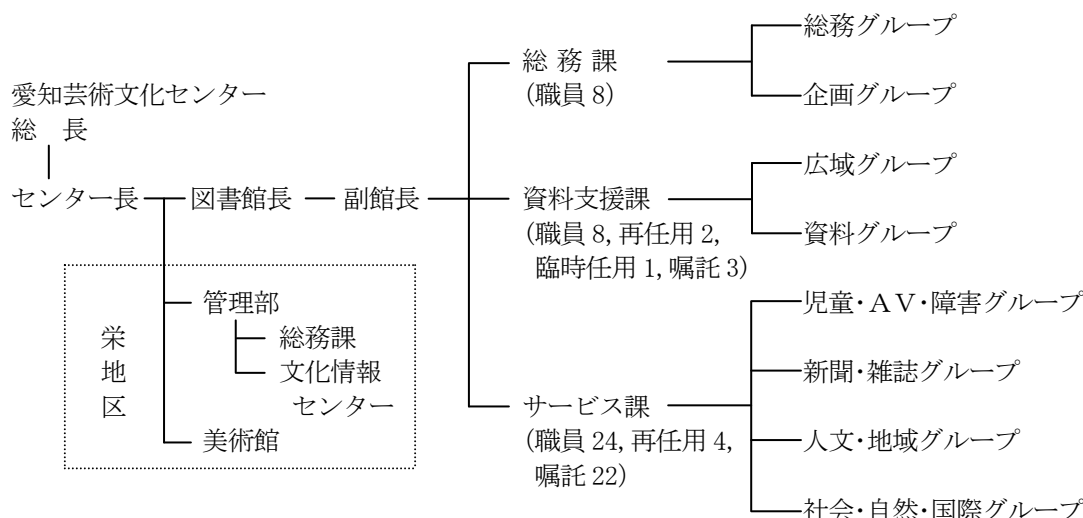 愛知芸術文化センター
総　長
センター長
図書館長
副館長
総 務 課
（職員 8）
総務グループ
企画グループ
資料支援課
（職員 8, 再任用 2,
臨時任用 1, 嘱託 3）
広域グループ
資料グループ
サービス課
（職員 24, 再任用 4,
嘱託 22）
児童・ＡＶ・障害グループ
新聞・雑誌グループ
人文・地域グループ
社会・自然・国際グループ
栄
地
区
管理部
総務課
文化情報
センター
美術館